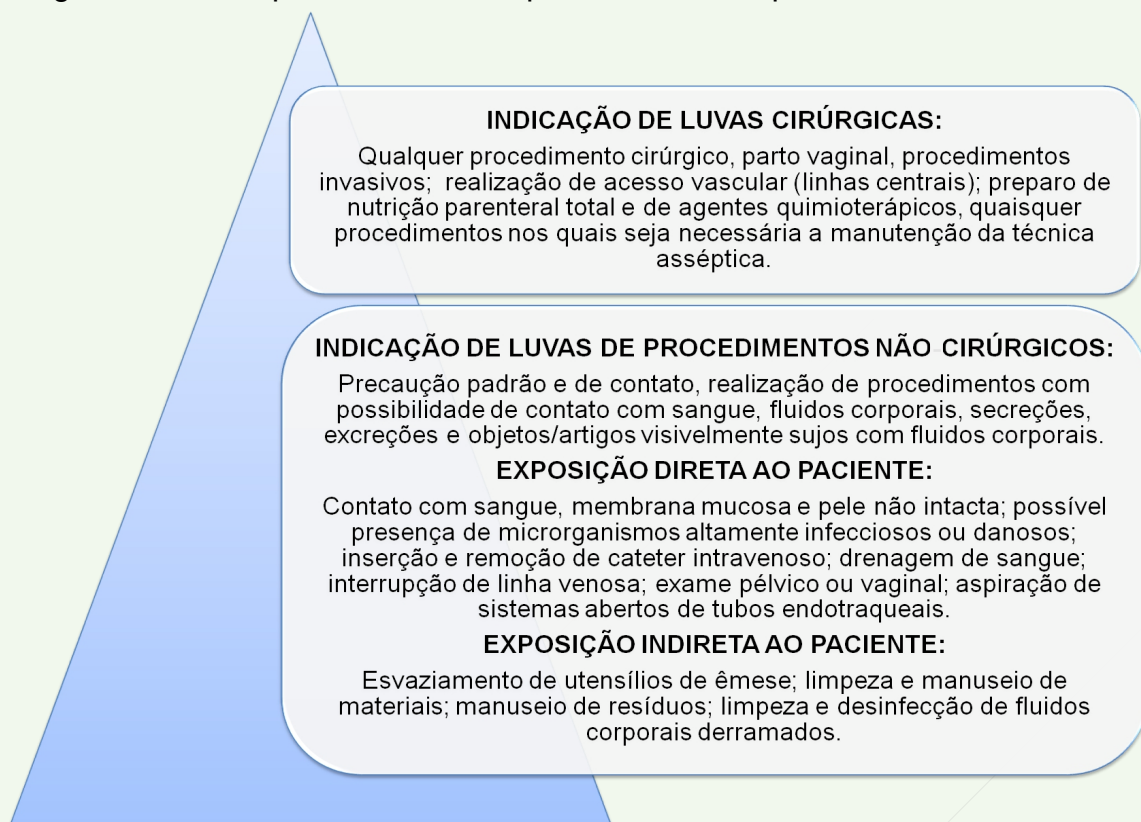 INDICAÇÃO DE LUVAS CIRÚRGICAS:
Qualquer procedimento cirúrgico, parto vaginal, procedimentos
invasivos; realização de acesso vascular (linhas centrais); preparo de
nutrição parenteral total e de agentes quimioterápicos, quaisquer
procedimentos nos quais seja necessária a manutenção da técnica
asséptica.
INDICAÇÃO DE LUVAS DE PROCEDIMENTOS NÃO CIRÚRGICOS:
Precaução padrão e de contato, realização de procedimentos com
possibilidade de contato com sangue, fluidos corporais, secreções,
excreções e objetos/artigos visivelmente sujos com fluidos corporais.
EXPOSIÇÃO DIRETA AO PACIENTE:
Contato com sangue, membrana mucosa e pele não intacta; possível
presença de microrganismos altamente infecciosos ou danosos;
inserção e remoção de cateter intravenoso; drenagem de sangue;
interrupção de linha venosa; exame pélvico ou vaginal; aspiração de
sistemas abertos de tubos endotraqueais.
EXPOSIÇÃO INDIRETA AO PACIENTE:
Esvaziamento de utensílios de êmese; limpeza e manuseio de
materiais; manuseio de resíduos; limpeza e desinfecção de fluidos
corporais derramados.